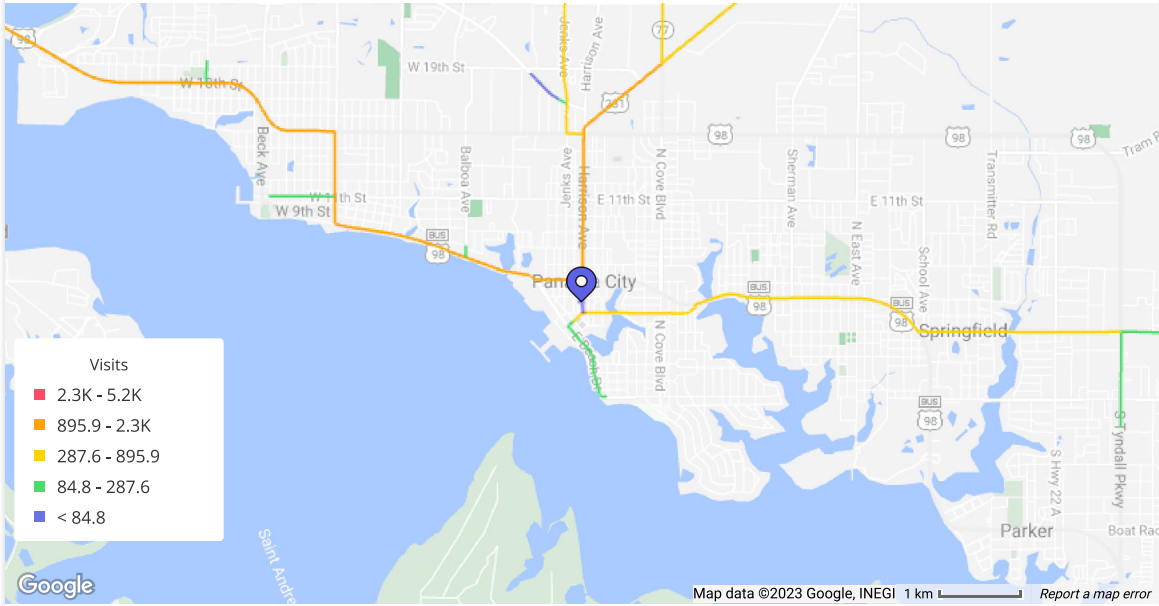 98
W 18th St
W 19th St
Jenks Ave
Harrison Ave
77
231
98
98
98
Tram R
Beck Ave
Balboa Ave
Jenks Ave
Harrison Ave
N Cove Blvd
Sherman Ave
Transmitter Rd
W 11th St
W 9th St
E 11th St
E 11th St
N East Ave
School Ave
BUS
98
Panama City
BUS
98
BUS
98
Springfield
N Cove Blvd
E Beach Dr
BUS
98
S Tyndall Pkwy
S Hwy 22 A
Parker
Boat Rac
Saint Andre
Visits
2.3K - 5.2K
895.9 - 2.3K
287.6 - 895.9
84.8 - 287.6
< 84.8
Google
Map data ©2023 Google, INEGI 1 km Report a map error